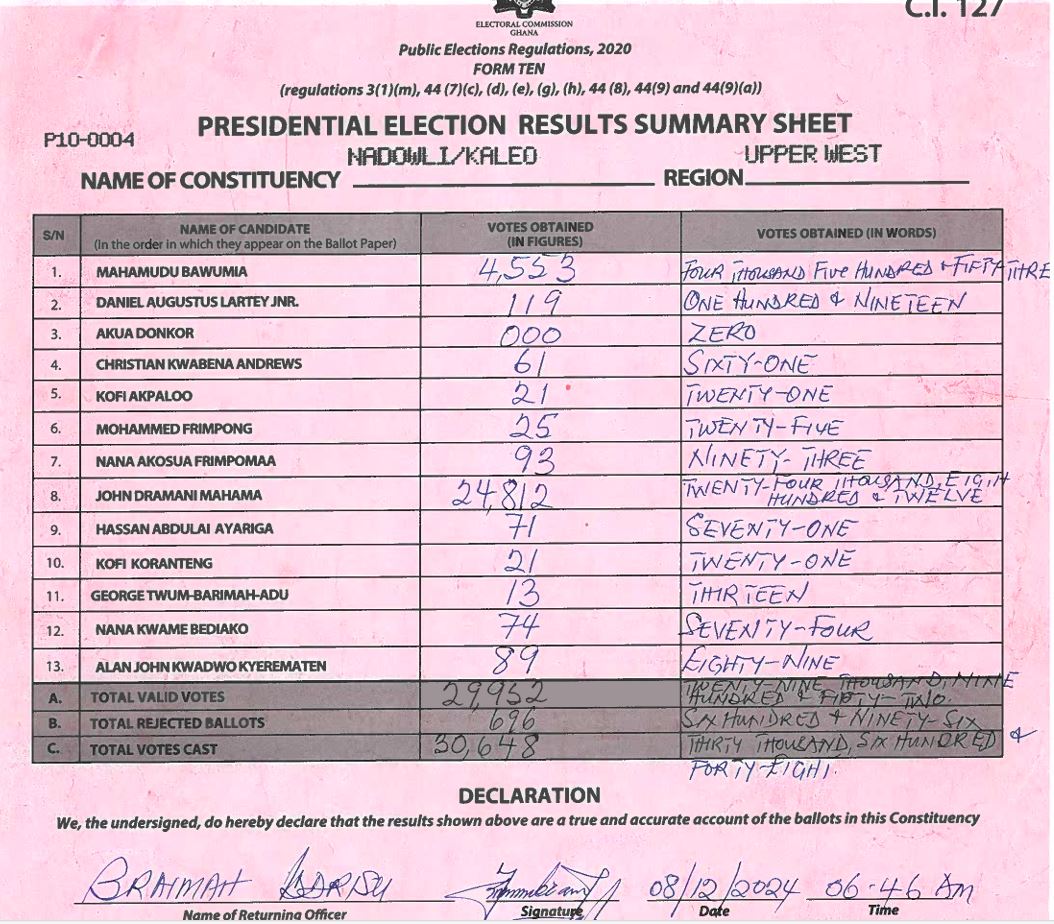 C.I. 127
ELECTORAL COMMISSION
GHANA
Public Elections Regulations, 2020
FORM TEN
(regulations 3(1)(m), 44 (7)(c), (d), (e), (g), (h), 44 (8), 44(9) and 44(9)(a))
P10-0004
PRESIDENTIAL ELECTION RESULTS SUMMARY SHEET
NAME OF CONSTITUENCY NADOWLI/KALEO REGION UPPER WEST
S/N NAME OF CANDIDATE (In the order in which they appear on the Ballot Paper) VOTES OBTAINED (IN FIGURES) VOTES OBTAINED (IN WORDS)
1. MAHAMUDU BAWUMIA 4,553 FOUR THOUSAND FIVE HUNDRED & FIFTY THRE
2. DANIEL AUGUSTUS LARTEY JNR. 119 ONE HUNDRED & NINETEEN
3. AKUA DONKOR 000 ZERO
4. CHRISTIAN KWABENA ANDREWS 61 SIXTY-ONE
5. KOFI AKPALOO 21 TWENTY-ONE
6. MOHAMMED FRIMPONG 25 TWENTY-FIVE
7. NANA AKOSUA FRIMPOMAA 93 NINETY-THREE
8. JOHN DRAMANI MAHAMA 24,812 TWENTY-FOUR THOUSAND, EIGHT HUNDRED & TWELVE
9. HASSAN ABDULAI AYARIGA 71 SEVENTY-ONE
10. KOFI KORANTENG 21 TWENTY-ONE
11. GEORGE TWUM-BARIMAH-ADU 13 THIRTEEN
12. NANA KWAME BEDIAKO 74 SEVENTY-FOUR
13. ALAN JOHN KWADWO KYEREMATEN 89 EIGHTY-NINE
A. TOTAL VALID VOTES 29,952 TWENTY-NINE THOUSAND, NINE HUNDRED & FIFTY-TWO.
B. TOTAL REJECTED BALLOTS 696 SIX HUNDRED & NINETY-SIX
C. TOTAL VOTES CAST 30,648 THIRTY THOUSAND, SIX HUNDRED & FORTY-EIGHT.
DECLARATION
We, the undersigned, do hereby declare that the results shown above are a true and accurate account of the ballots in this Constituency
BRAIMAH 08/12/2024 06-46 AM
Name of Returning Officer Signature Date Time